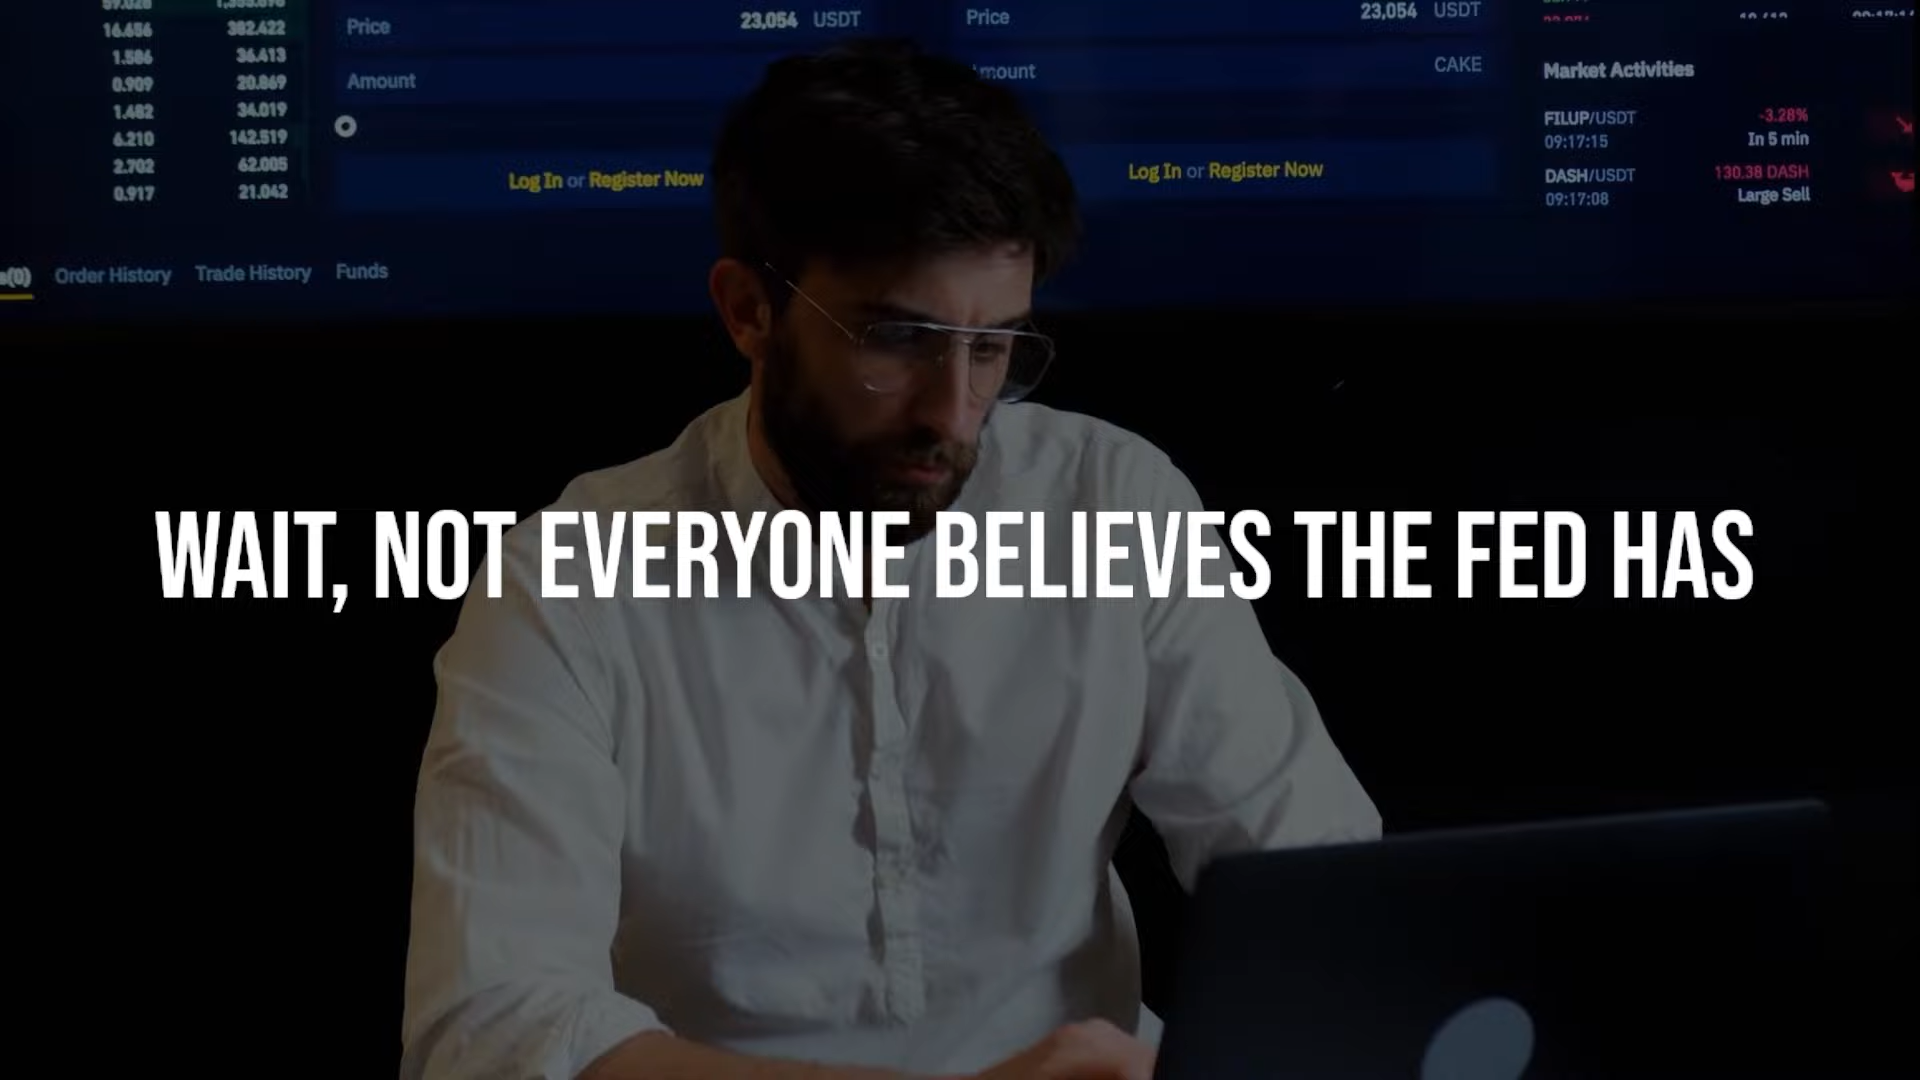 16.656 382.422
1.586 36.413
0.909 20.869
1.482 34.019
6.210 142.519
2.702 62.005
0.917 21.042
Price 23,054 USDT
Amount
Log In or Register Now
Price 23,054 USDT
CAKE
Log In or Register Now
Market Activities
FILUP/USDT -3.28%
09:17:15 In 5 min
DASH/USDT 130.38 DASH
09:17:08 Large Sell
Order History Trade History Funds
WAIT, NOT EVERYONE BELIEVES THE FED HAS